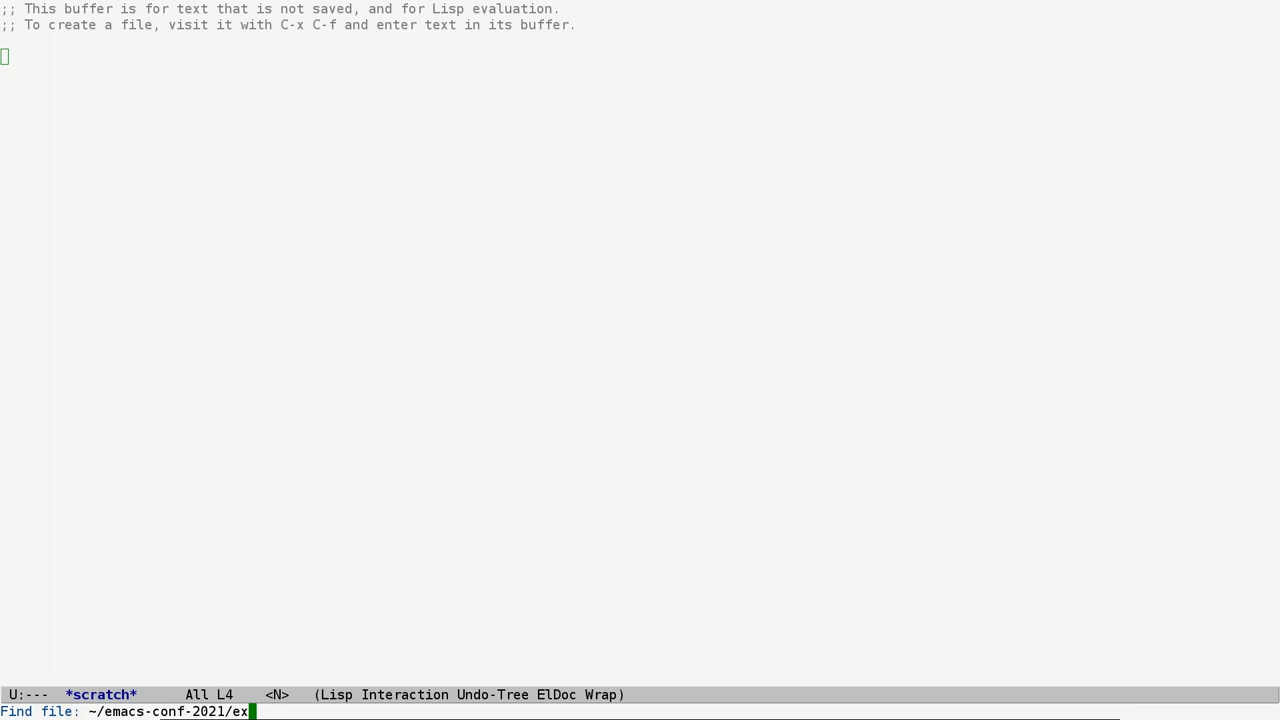 ;; This buffer is for text that is not saved, and for Lisp evaluation.
;; To create a file, visit it with C-x C-f and enter text in its buffer.
U:---  *scratch*      All L4    <N>   (Lisp Interaction Undo-Tree ElDoc Wrap)
Find file: ~/emacs-conf-2021/ex